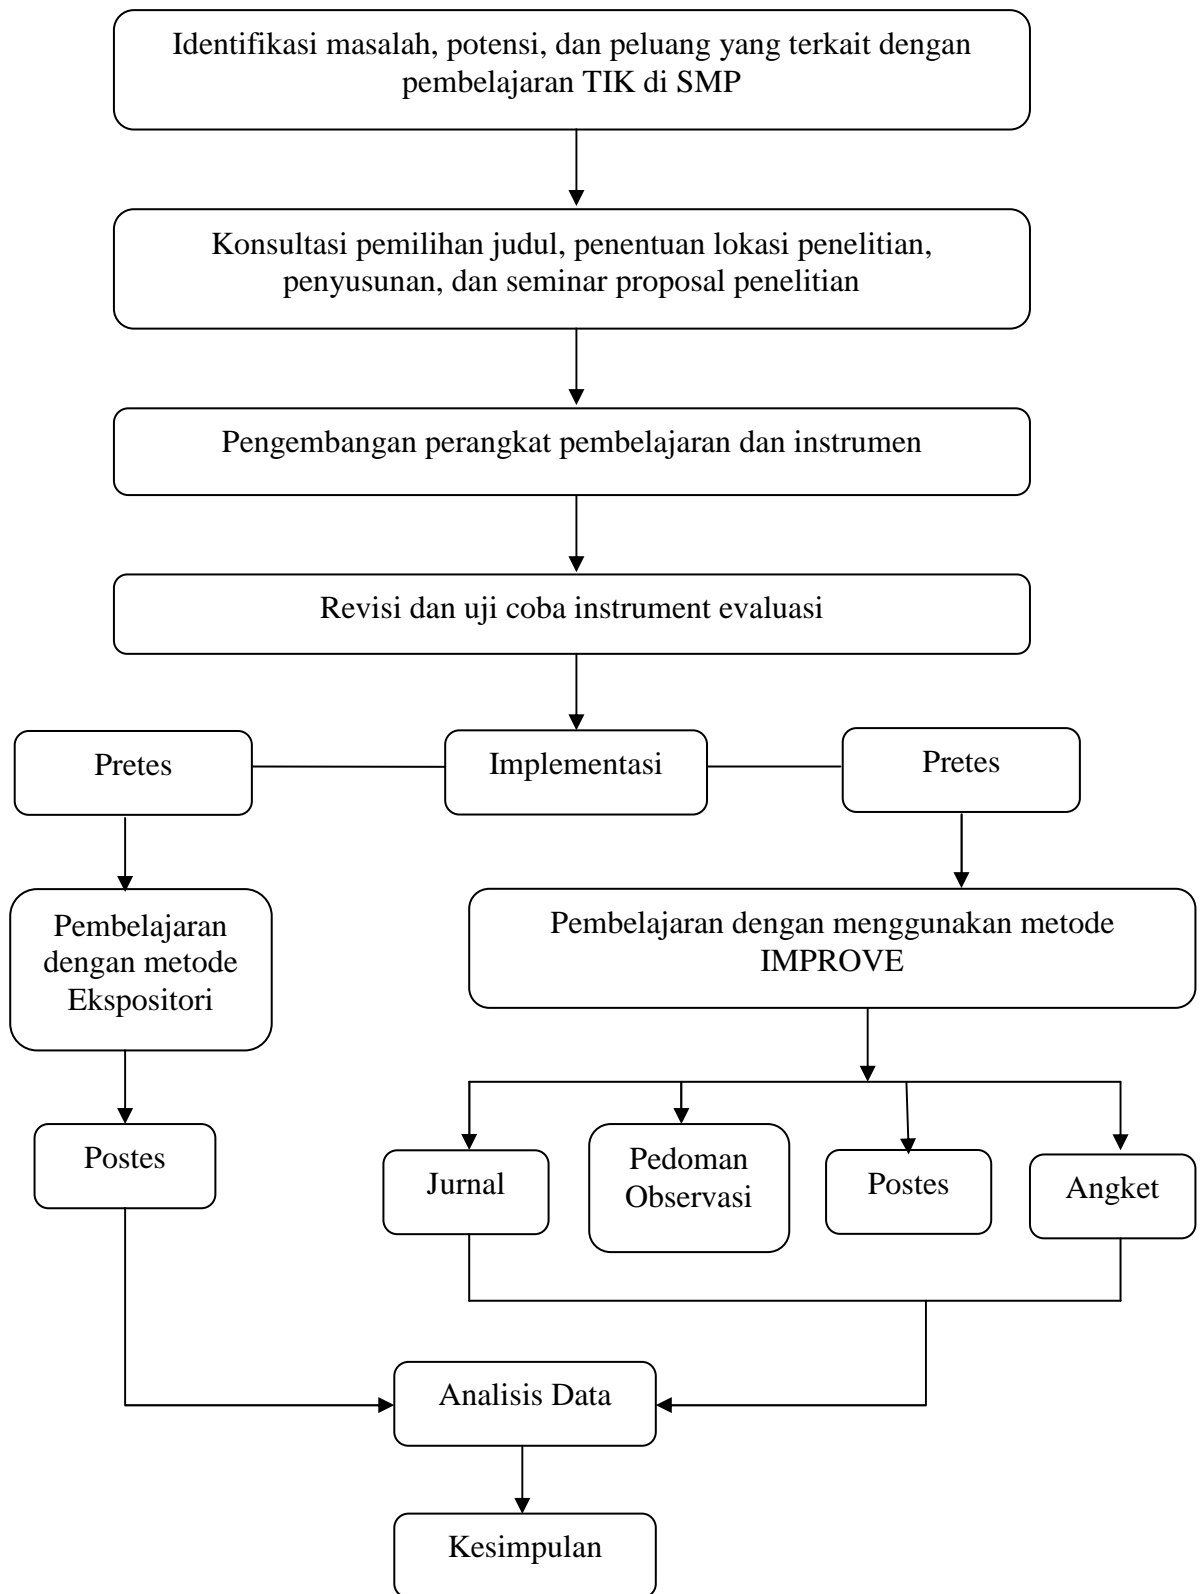 Identifikasi masalah, potensi, dan peluang yang terkait dengan
pembelajaran TIK di SMP
Konsultasi pemilihan judul, penentuan lokasi penelitian,
penyusunan, dan seminar proposal penelitian
Pengembangan perangkat pembelajaran dan instrumen
Revisi dan uji coba instrument evaluasi
Pretes
Implementasi
Pretes
Pembelajaran
dengan metode
Ekspositori
Pembelajaran dengan menggunakan metode
IMPROVE
Postes
Jurnal
Pedoman
Observasi
Postes
Angket
Analisis Data
Kesimpulan